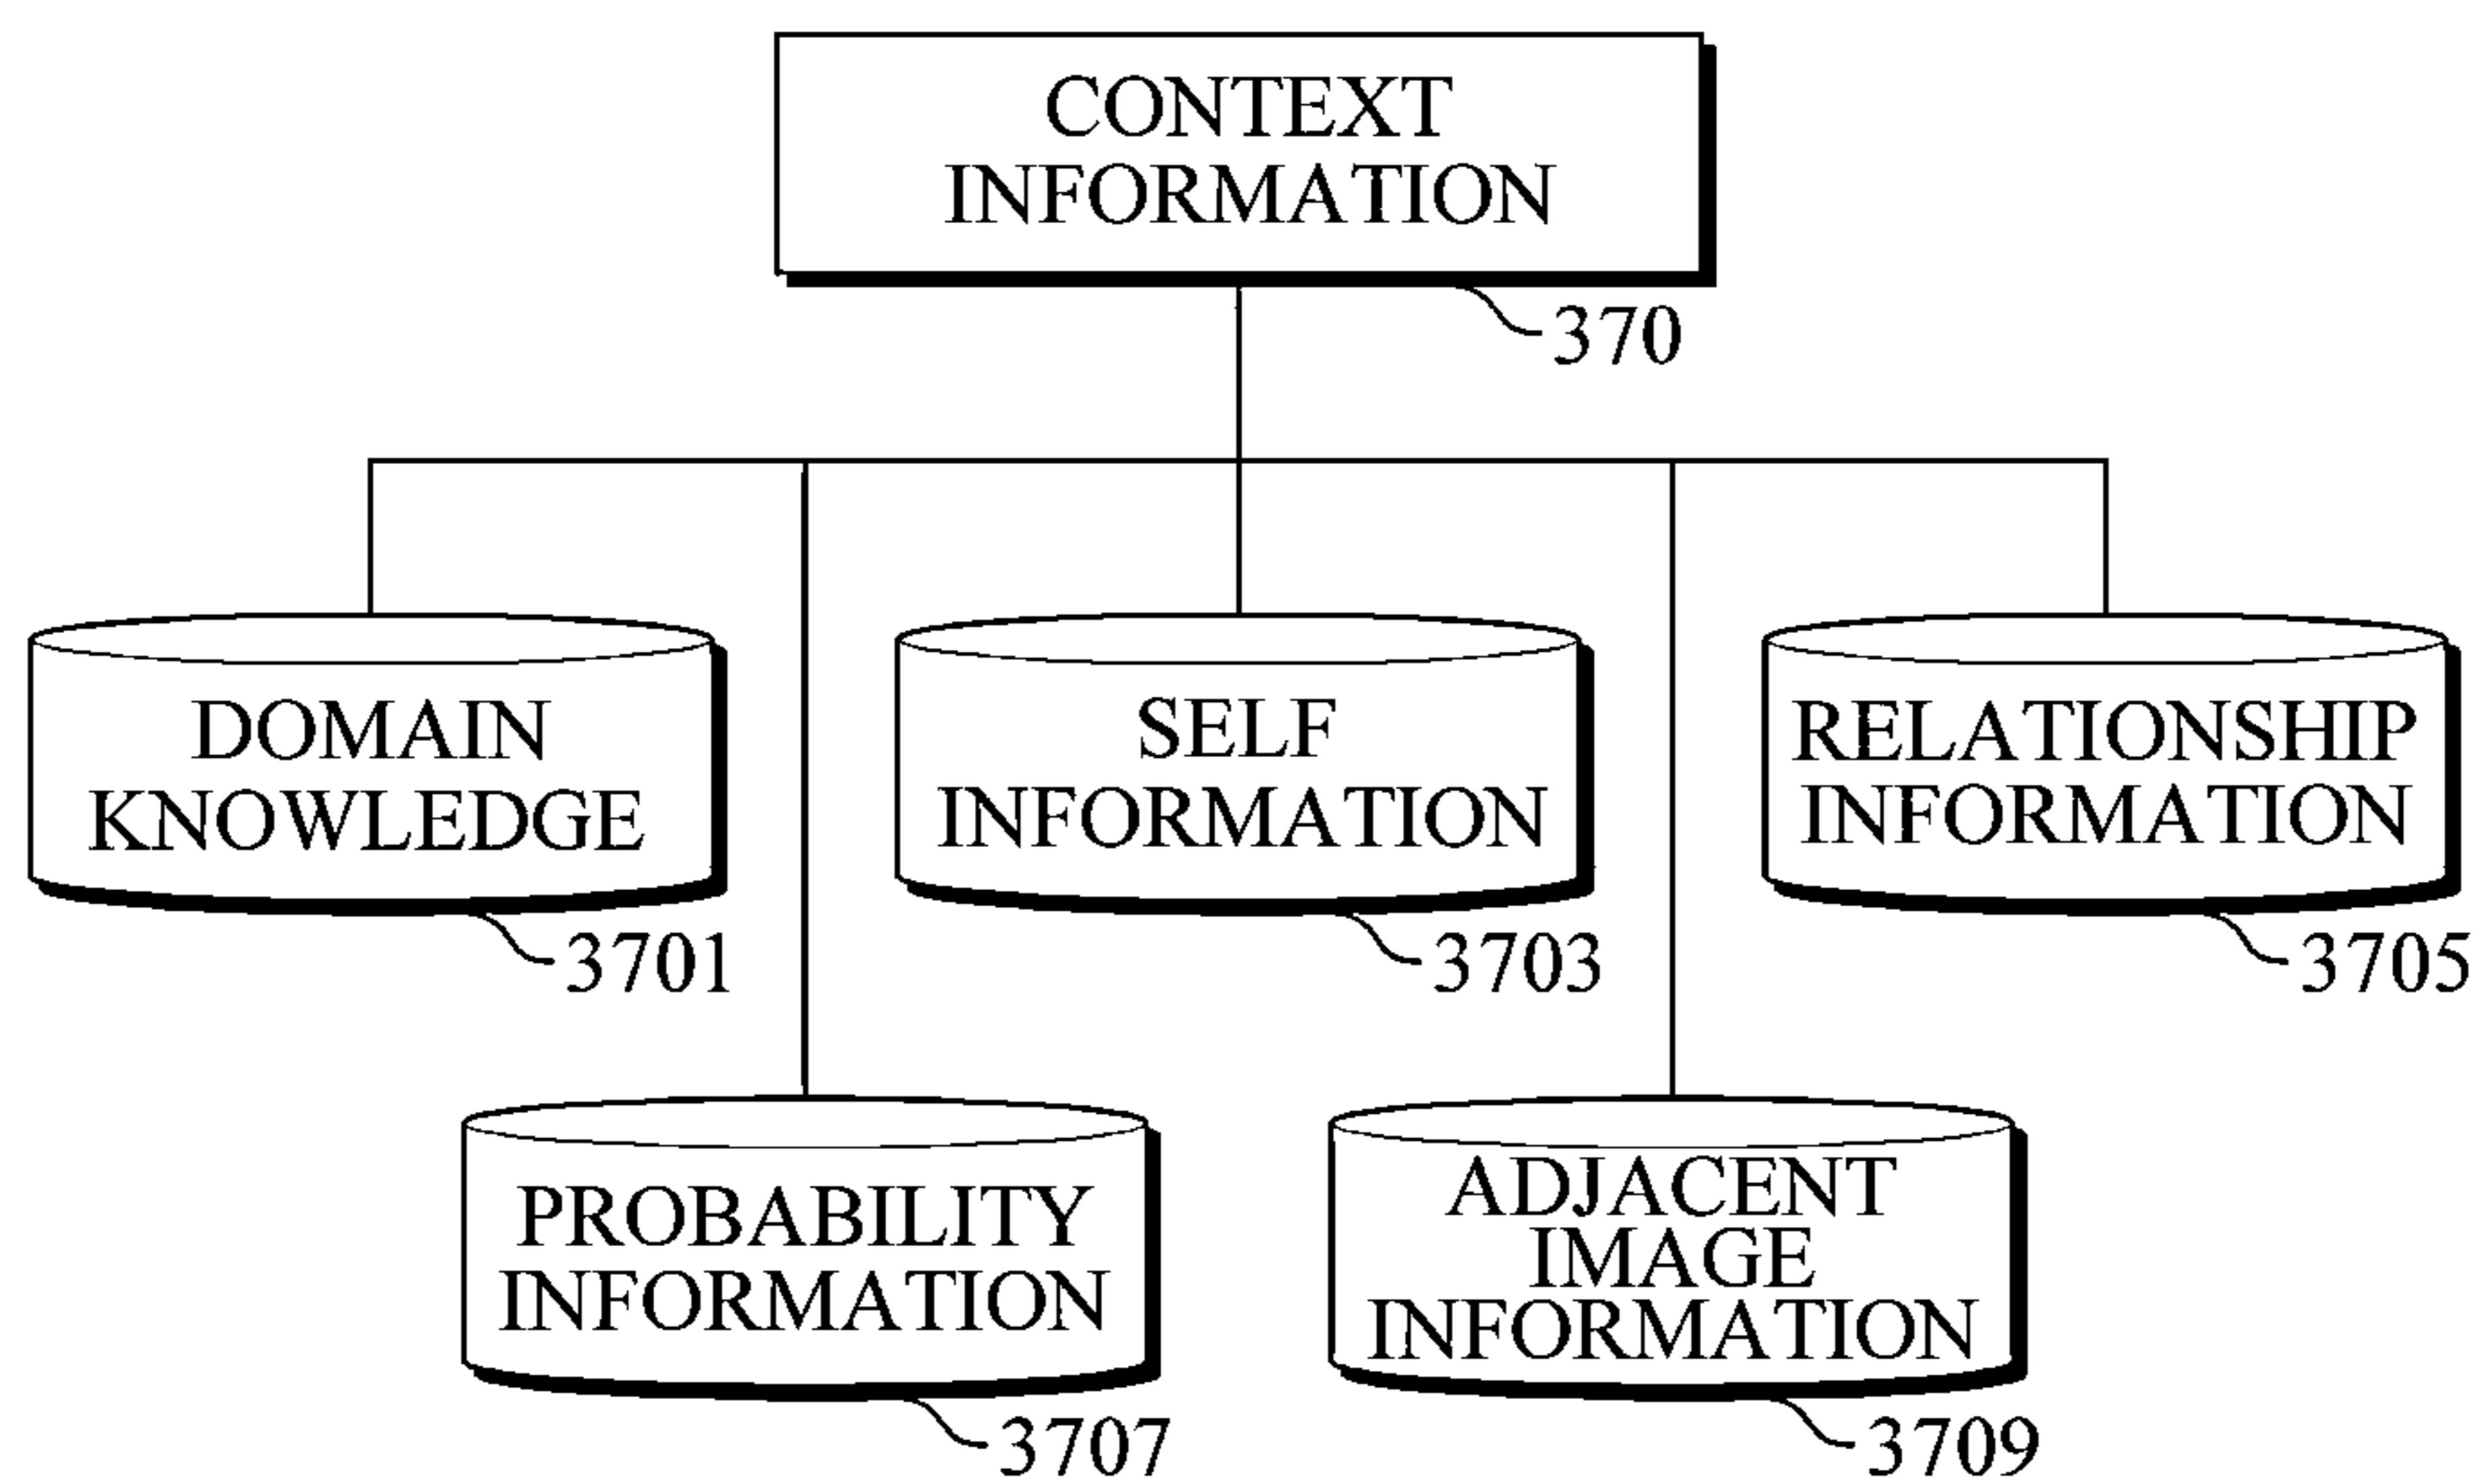 CONTEXT
INFORMATION
370
DOMAIN
KNOWLEDGE
3701
SELF
INFORMATION
3703
RELATIONSHIP
INFORMATION
3705
PROBABILITY
INFORMATION
3707
ADJACENT
IMAGE
INFORMATION
3709